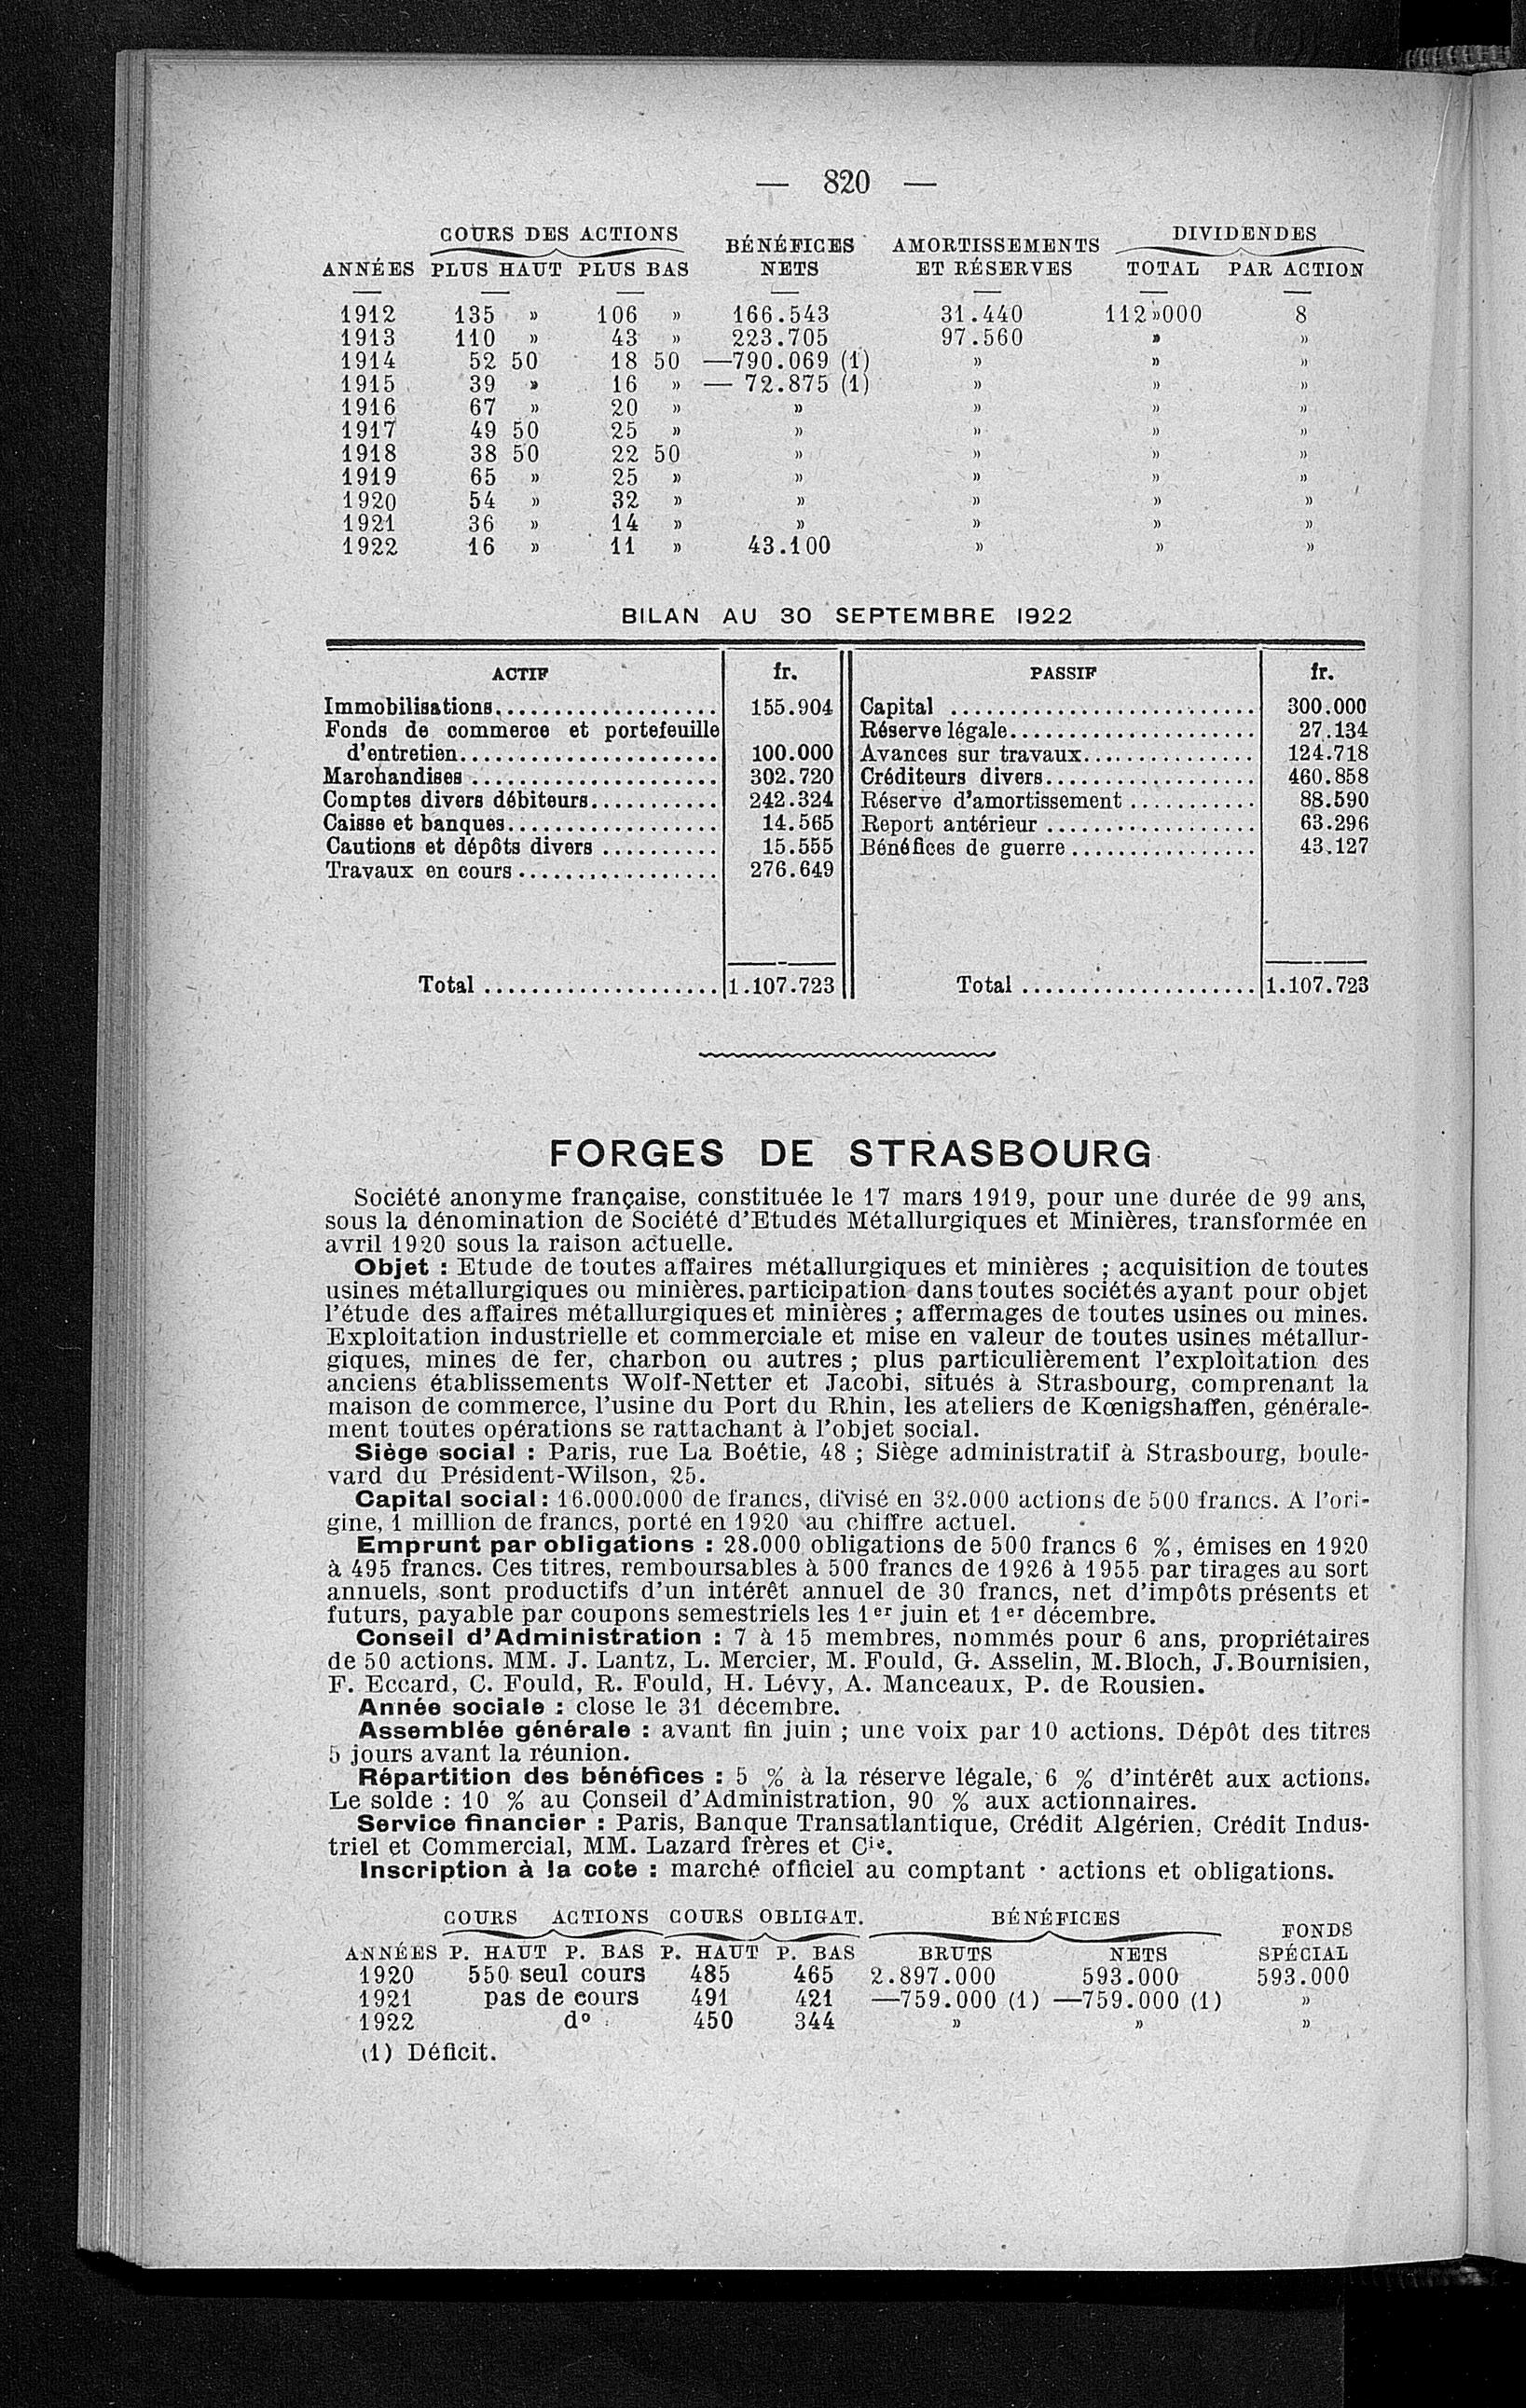 — 820 —
COURS DES ACTIONS BÉNÉFICES AMORTISSEMENTS DIVIDENDES
ANNÉES PLUS HAUT PLUS BAS NETS ET RÉSERVES TOTAL PAR ACTION
1912 135 » 106 » 166.543 31.440 112»000 8
1913 110 » 43 » 223.705 97.560 » »
1914 52 50 18 50 —790.069 (1) » » »
1915 39 » 16 » — 72.875 (1) » » »
1916 67 » 20 » » » » »
1917 49 50 25 » » » » »
1918 38 50 22 50 » » » »
1919 65 » 25 » » » » »
1920 54 » 32 » » » » »
1921 36 » 14 » » » » »
1922 16 » 11 » 43.100 » » »
BILAN AU 30 SEPTEMBRE 1922
ACTIF fr. PASSIF fr.
Immobilisations................... 155.904 Capital .......................... 300.000
Fonds de commerce et portefeuille Réserve légale..................... 27.134
d'entretien...................... 100.000 Avances sur travaux............... 124.718
Marchandises ..................... 302.720 Créditeurs divers.................. 460.858
Comptes divers débiteurs........... 242.324 Réserve d'amortissement ........... 88.590
Caisse et banques.................. 14.565 Report antérieur .................. 63.296
Cautions et dépôts divers .......... 15.555 Bénéfices de guerre................ 43.127
Travaux en cours ................. 276.649
Total .................... 1.107.723 Total .................... 1.107.723
FORGES DE STRASBOURG
Société anonyme française, constituée le 17 mars 1919, pour une durée de 99 ans,
sous la dénomination de Société d'Etudes Métallurgiques et Minières, transformée en
avril 1920 sous la raison actuelle.
Objet : Etude de toutes affaires métallurgiques et minières ; acquisition de toutes
usines métallurgiques ou minières, participation dans toutes sociétés ayant pour objet
l'étude des affaires métallurgiques et minières ; affermages de toutes usines ou mines.
Exploitation industrielle et commerciale et mise en valeur de toutes usines métallur-
giques, mines de fer, charbon ou autres ; plus particulièrement l'exploitation des
anciens établissements Wolf-Netter et Jacobi, situés à Strasbourg, comprenant la
maison de commerce, l'usine du Port du Rhin, les ateliers de Kœnigshaffen, générale-
ment toutes opérations se rattachant à l'objet social.
Siège social : Paris, rue La Boétie, 48 ; Siège administratif à Strasbourg, boule-
vard du Président-Wilson, 25.
Capital social : 16.000.000 de francs, divisé en 32.000 actions de 500 francs. A l'ori-
gine, 1 million de francs, porté en 1920 au chiffre actuel.
Emprunt par obligations : 28.000 obligations de 500 francs 6 %, émises en 1920
à 495 francs. Ces titres, remboursables à 500 francs de 1926 à 1955 par tirages au sort
annuels, sont productifs d'un intérêt annuel de 30 francs, net d'impôts présents et
futurs, payable par coupons semestriels les 1er juin et 1er décembre.
Conseil d'Administration : 7 à 15 membres, nommés pour 6 ans, propriétaires
de 50 actions. MM. J. Lantz, L. Mercier, M. Fould, G. Asselin, M. Bloch, J. Bournisien,
F. Eccard, C. Fould, R. Fould, H. Lévy, A. Manceaux, P. de Rousien.
Année sociale : close le 31 décembre.
Assemblée générale : avant fin juin ; une voix par 10 actions. Dépôt des titres
5 jours avant la réunion.
Répartition des bénéfices : 5 % à la réserve légale, 6 % d'intérêt aux actions.
Le solde : 10 % au Conseil d'Administration, 90 % aux actionnaires.
Service financier : Paris, Banque Transatlantique, Crédit Algérien, Crédit Indus-
triel et Commercial, MM. Lazard frères et Cie.
Inscription à la cote : marché officiel au comptant · actions et obligations.
COURS ACTIONS COURS OBLIGAT. BÉNÉFICES FONDS
ANNÉES P. HAUT P. BAS P. HAUT P. BAS BRUTS NETS SPÉCIAL
1920 550 seul cours 485 465 2.897.000 593.000 593.000
1921 pas de cours 491 421 —759.000 (1) —759.000 (1) »
1922 do 450 344 » » »
(1) Déficit.